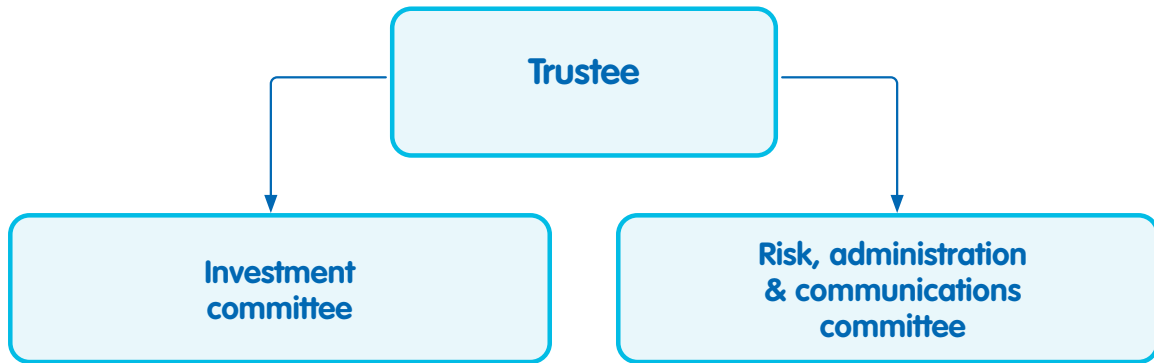 Trustee
Investment
committee
Risk, administration
& communications
committee